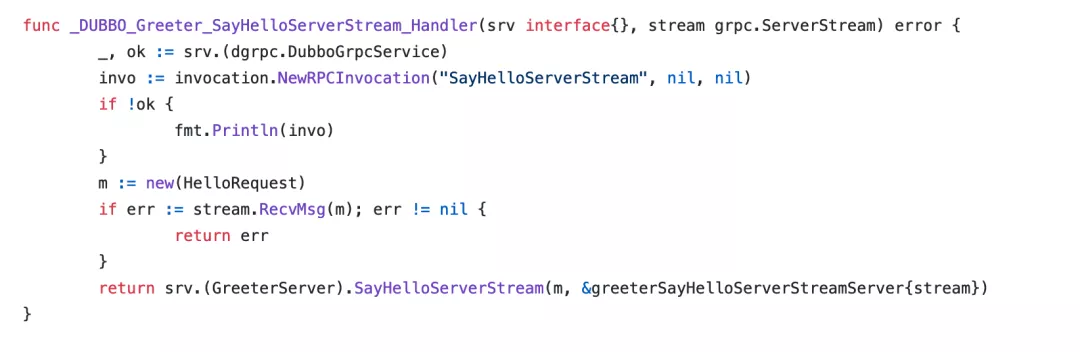 func _DUBBO_Greeter_SayHelloServerStream_Handler(srv interface{}, stream grpc.ServerStream) error {
        _, ok := srv.(dgrpc.DubboGrpcService)
        invo := invocation.NewRPCInvocation("SayHelloServerStream", nil, nil)
        if !ok {
                fmt.Println(invo)
        }
        m := new(HelloRequest)
        if err := stream.RecvMsg(m); err != nil {
                return err
        }
        return srv.(GreeterServer).SayHelloServerStream(m, &greeterSayHelloServerStreamServer{stream})
}